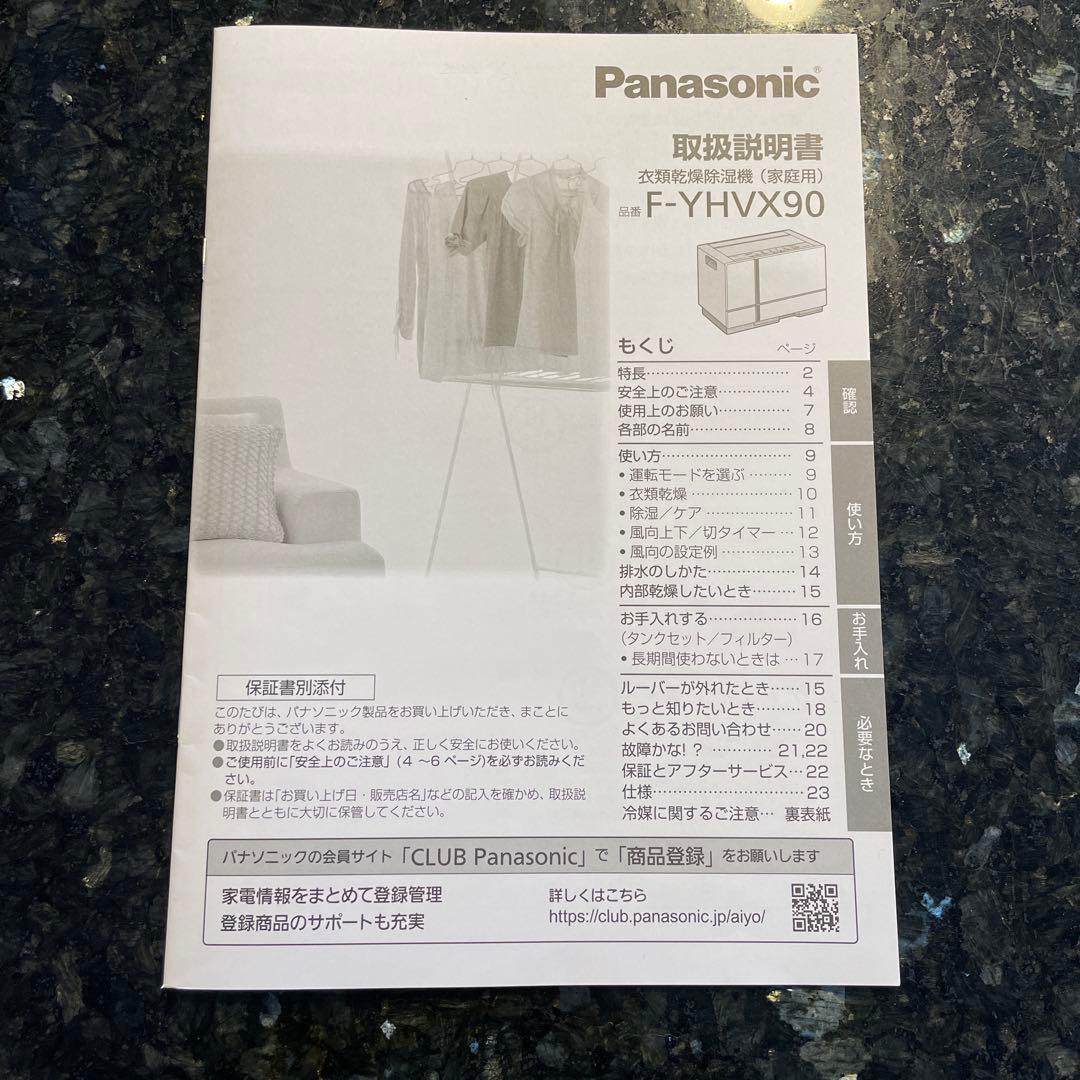 Panasonic®
取扱説明書
衣類乾燥除湿機（家庭用）
品番 F-YHVX90
もくじ ページ
特長…………………………… 2
安全上のご注意…………… 4
使用上のお願い…………… 7
各部の名前………………… 8
確認
使い方……………………… 9
• 運転モードを選ぶ ……… 9
• 衣類乾燥 …………………10
• 除湿／ケア ………………11
• 風向上下／切タイマー …12
• 風向の設定例 ……………13
排水のしかた………………14
内部乾燥したいとき………15
使い方
お手入れする………………16
（タンクセット／フィルター）
• 長期間使わないときは …17
お手入れ
ルーバーが外れたとき……15
もっと知りたいとき………18
よくあるお問い合わせ……20
故障かな!？ ………… 21,22
保証とアフターサービス…22
仕様…………………………23
冷媒に関するご注意… 裏表紙
必要なとき
保証書別添付
このたびは、パナソニック製品をお買い上げいただき、まことに
ありがとうございます。
●取扱説明書をよくお読みのうえ、正しく安全にお使いください。
●ご使用前に「安全上のご注意」(4 ～6 ページ)を必ずお読みくだ
さい。
●保証書は「お買い上げ日・販売店名」などの記入を確かめ、取扱説
明書とともに大切に保管してください。
パナソニックの会員サイト「CLUB Panasonic」で「商品登録」をお願いします
家電情報をまとめて登録管理
登録商品のサポートも充実
詳しくはこちら
https://club.panasonic.jp/aiyo/